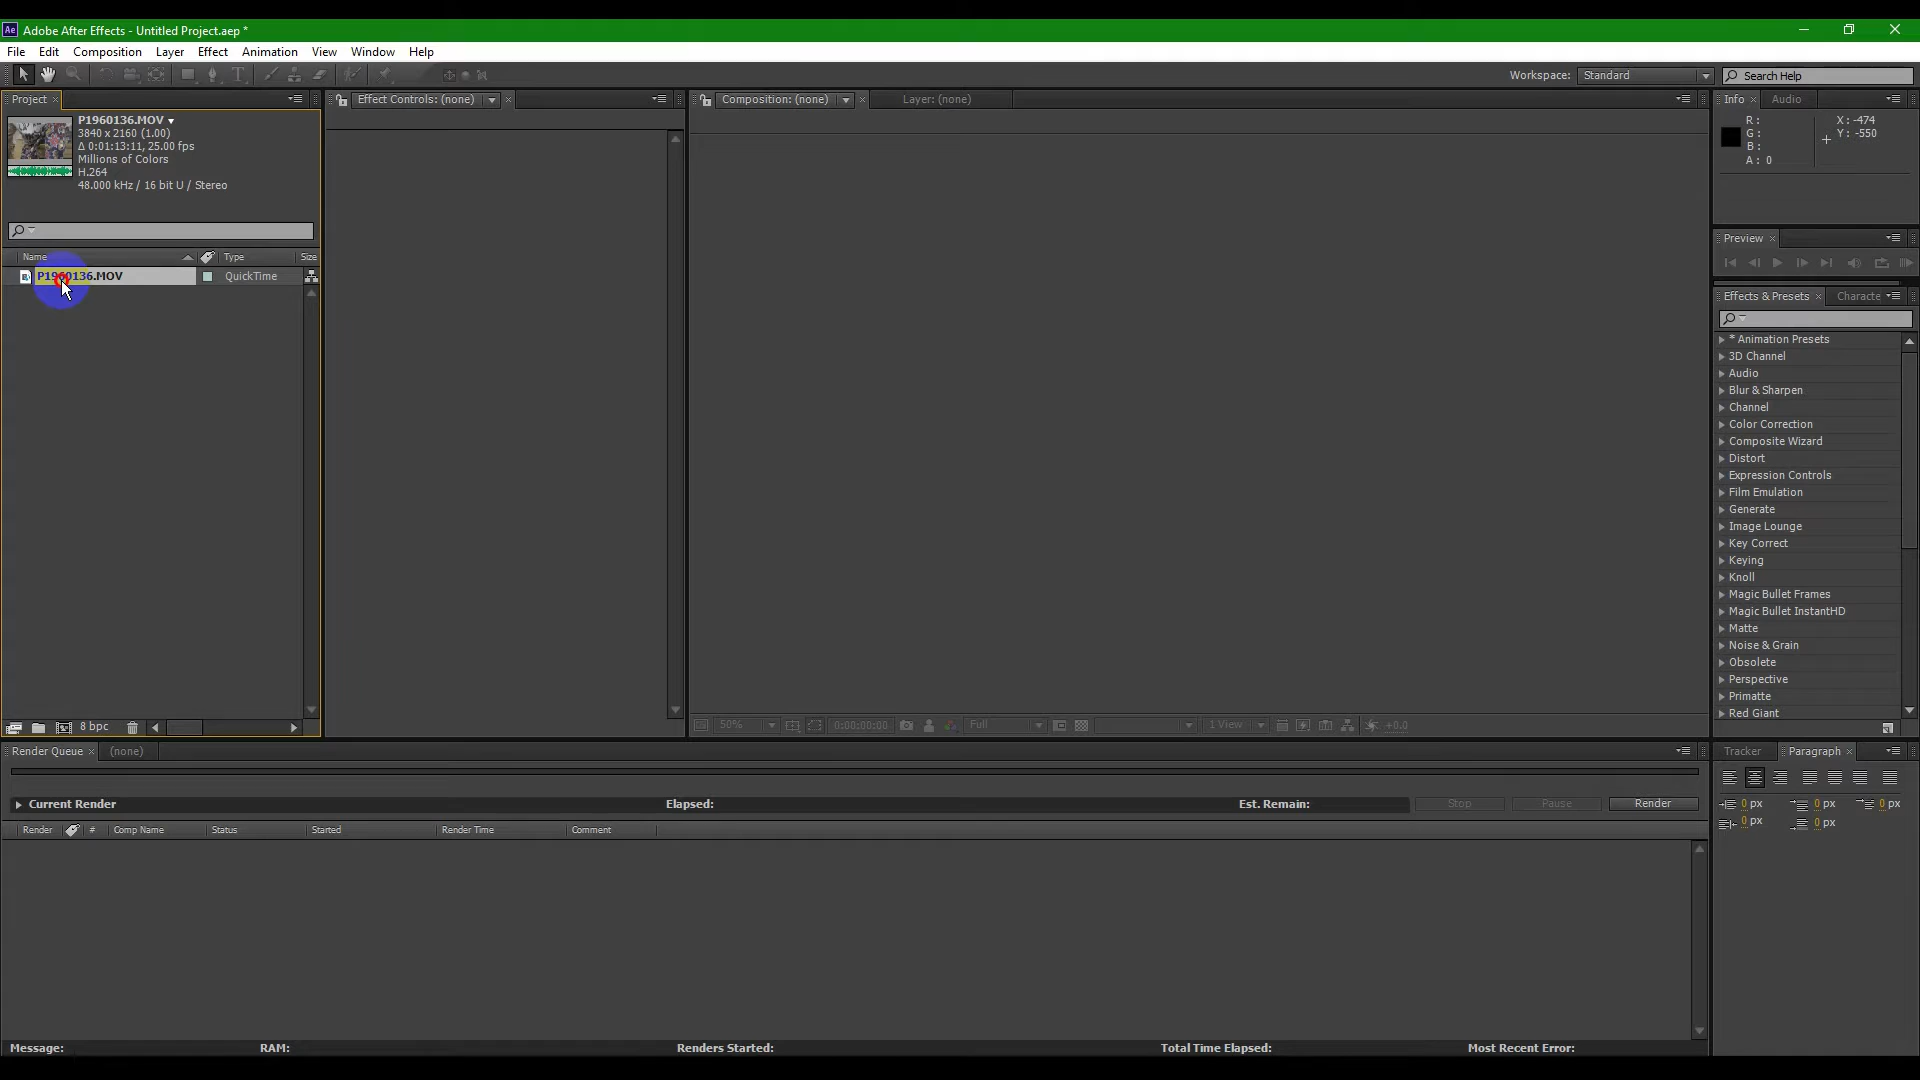 Ae Adobe After Effects - Untitled Project.aep *
File Edit Composition Layer Effect Animation View Window Help
T Workspace: Standard Search Help
Project Effect Controls: (none) Composition: (none) Layer: (none) Info Audio
P1960136.MOV
3840 x 2160 (1.00)
Δ 0:01:13:11, 25.00 fps
Millions of Colors
H.264
48.000 kHz / 16 bit U / Stereo
R :
G :
B :
A : 0
X : -474
Y : -550
Name Type Size
P1960136.MOV QuickTime
Preview
Effects & Presets Characte
* Animation Presets
3D Channel
Audio
Blur & Sharpen
Channel
Color Correction
Composite Wizard
Distort
Expression Controls
Film Emulation
Generate
Image Lounge
Key Correct
Keying
Knoll
Magic Bullet Frames
Magic Bullet InstantHD
Matte
Noise & Grain
Obsolete
Perspective
Primatte
Red Giant
8 bpc
50% 0:00:00:00 Full 1 View +0.0
Render Queue (none)
Current Render Elapsed: Est. Remain: Stop Pause Render
Render # Comp Name Status Started Render Time Comment
Message: RAM: Renders Started: Total Time Elapsed: Most Recent Error:
Tracker Paragraph
0 px 0 px 0 px
0 px 0 px